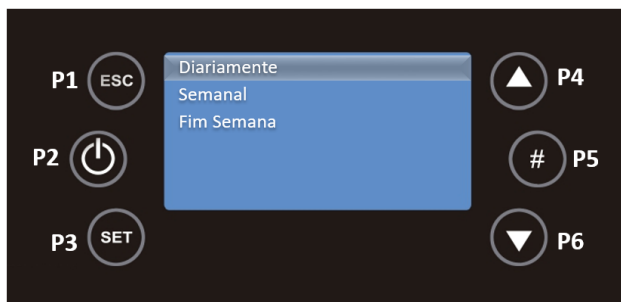 P1 ESC
P2
P3 SET
Diariamente
Semanal
Fim Semana
P4
# P5
P6